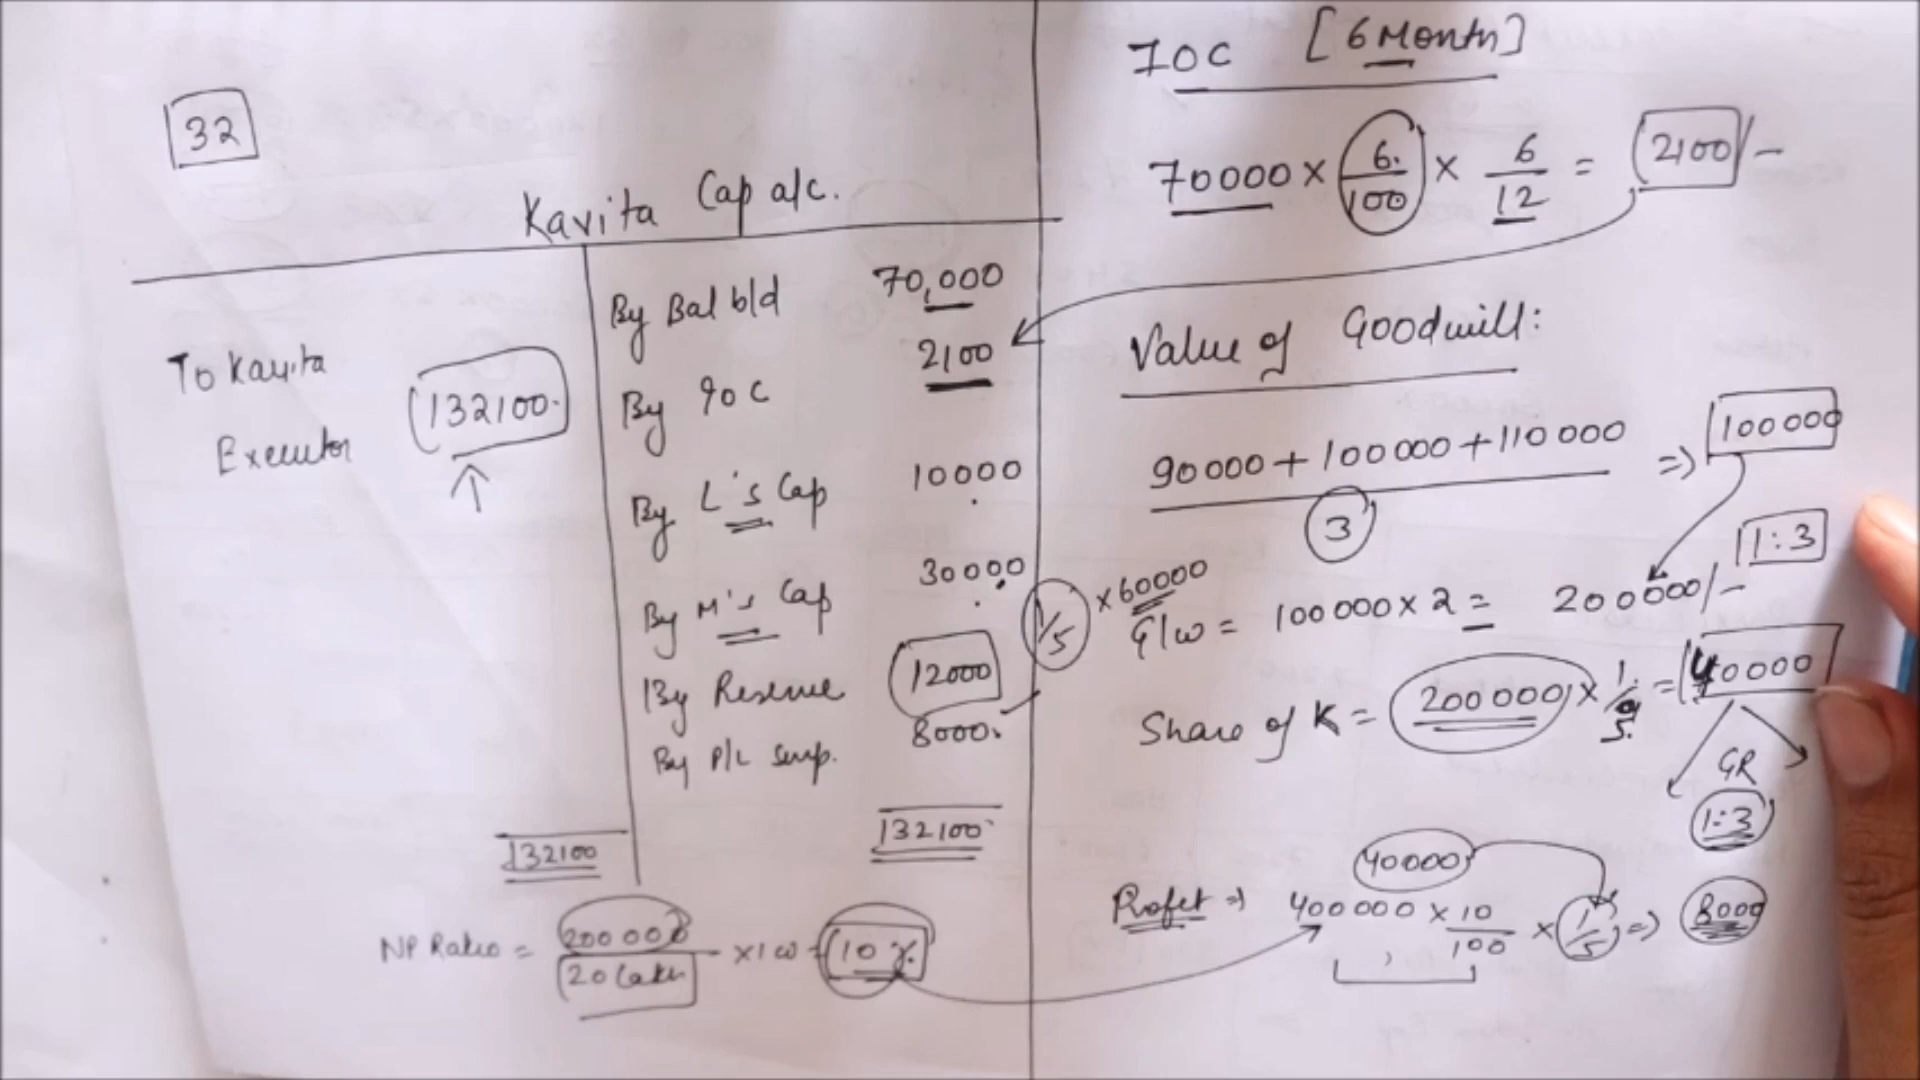 32
Kavita Cap a/c.
By Bal b/d 70,000
By IOC 2100
To Kavita
Executor 132100.
By L's Cap 10000
By M's Cap 30000
By Reserve 12000
By P/L Susp. 8000.
132100 132100
NP Ratio = 200000 / 20 Lakh × 100 = 10%.
IOC [6 Month]
70000 × 6/100 × 6/12 = 2100/-
Value of Goodwill:
90000 + 100000 + 110000 / 3 => 100000
1:3
1/5 × 60000
G/w = 100000 × 2 = 200000/-
Share of K = 200000 × 1/5 = 40000
GR
1:3
40000
Profit => 400000 × 10/100 × 1/5 => 8000